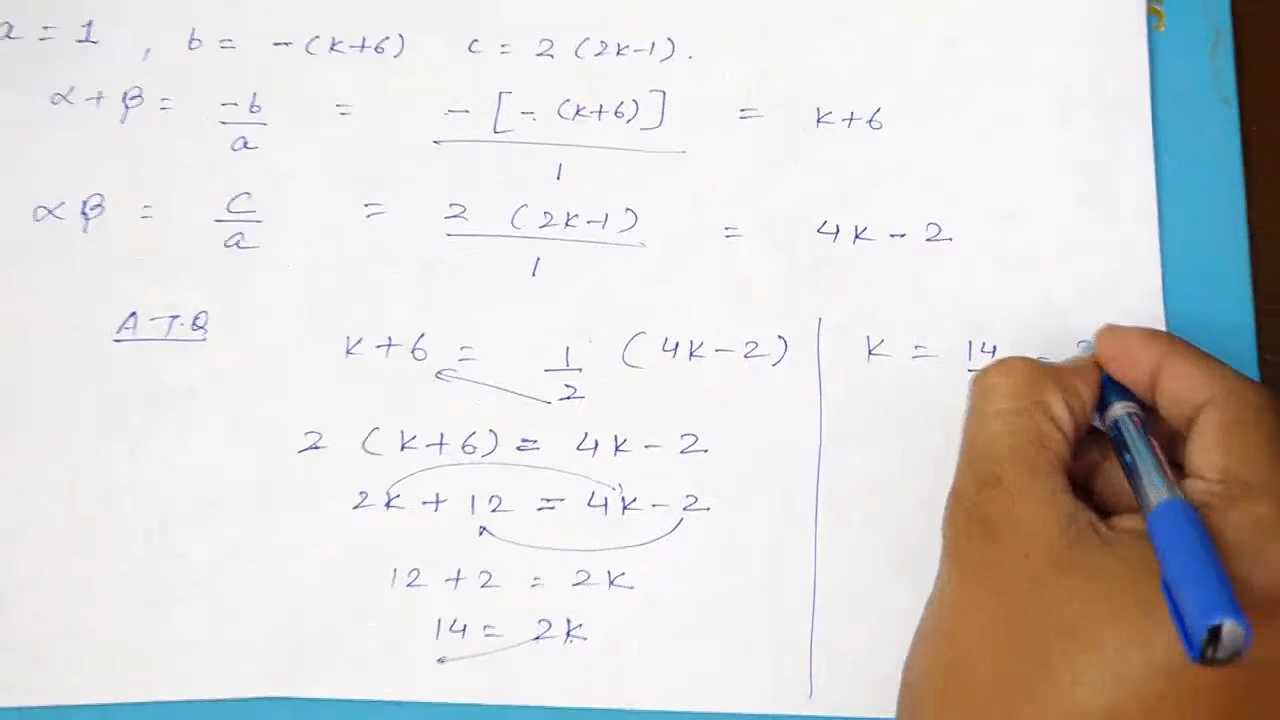 a = 1 , b = -(k+6) c = 2 (2k-1).
α+β = -b/a = -[-(k+6)]/1 = k+6
αβ = c/a = 2 (2k-1)/1 = 4k-2
A T.Q
k+6 = 1/2 (4k-2)
2 (k+6) = 4k-2
2k + 12 = 4k-2
12 + 2 = 2k
14 = 2k
k = 14 =